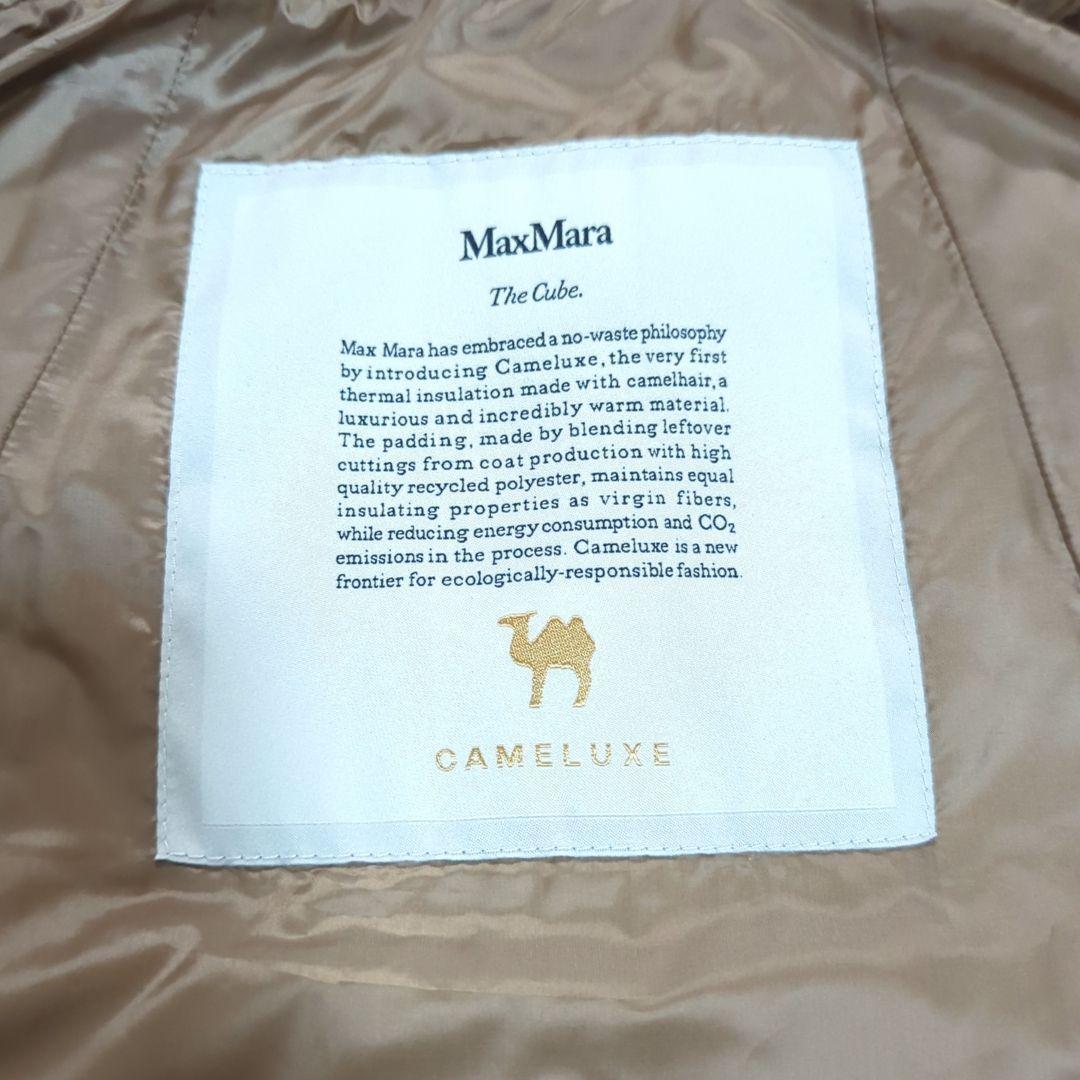 MaxMara
The Cube.
Max Mara has embraced a no-waste philosophy
by introducing Cameluxe, the very first
thermal insulation made with camelhair, a
luxurious and incredibly warm material.
The padding, made by blending leftover
cuttings from coat production with high
quality recycled polyester, maintains equal
insulating properties as virgin fibers,
while reducing energy consumption and CO₂
emissions in the process. Cameluxe is a new
frontier for ecologically-responsible fashion.
CAMELUXE